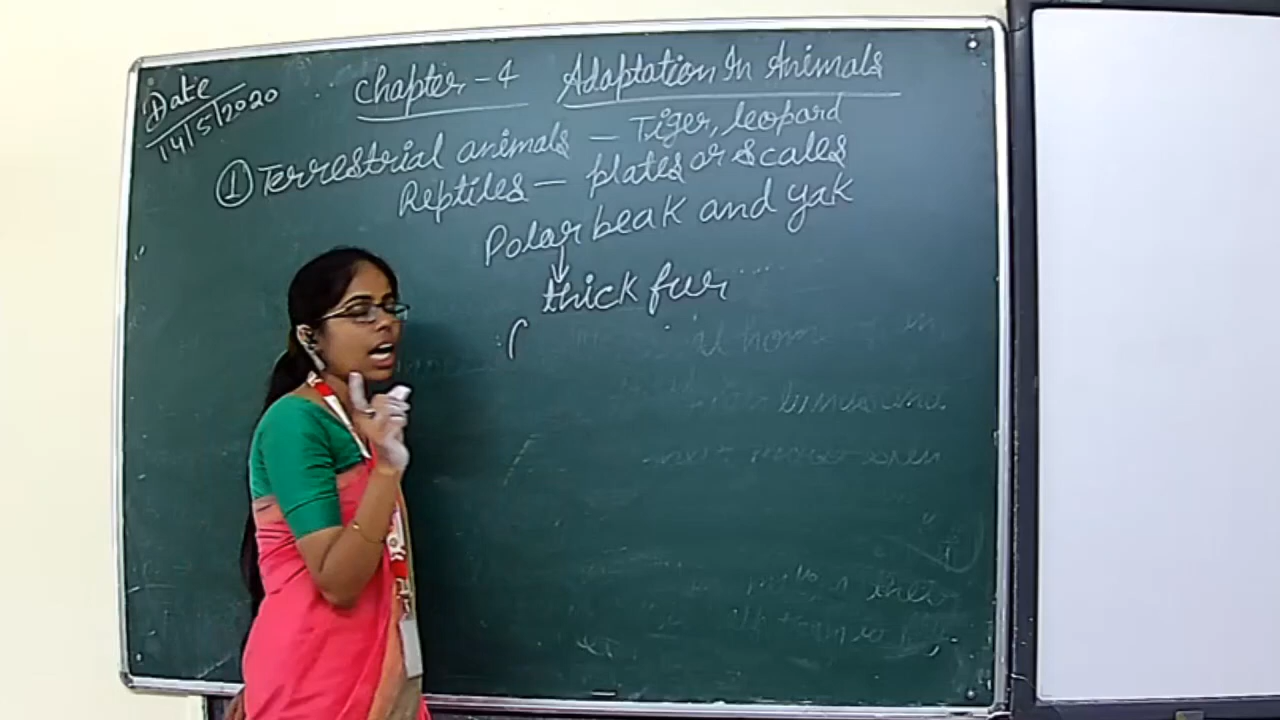 Date
14/5/2020
Chapter - 4 Adaptation In Animals
① Terrestrial animals - Tiger, leopard
Reptiles - plates or scales
Polar beak and yak
↓
thick fur
(